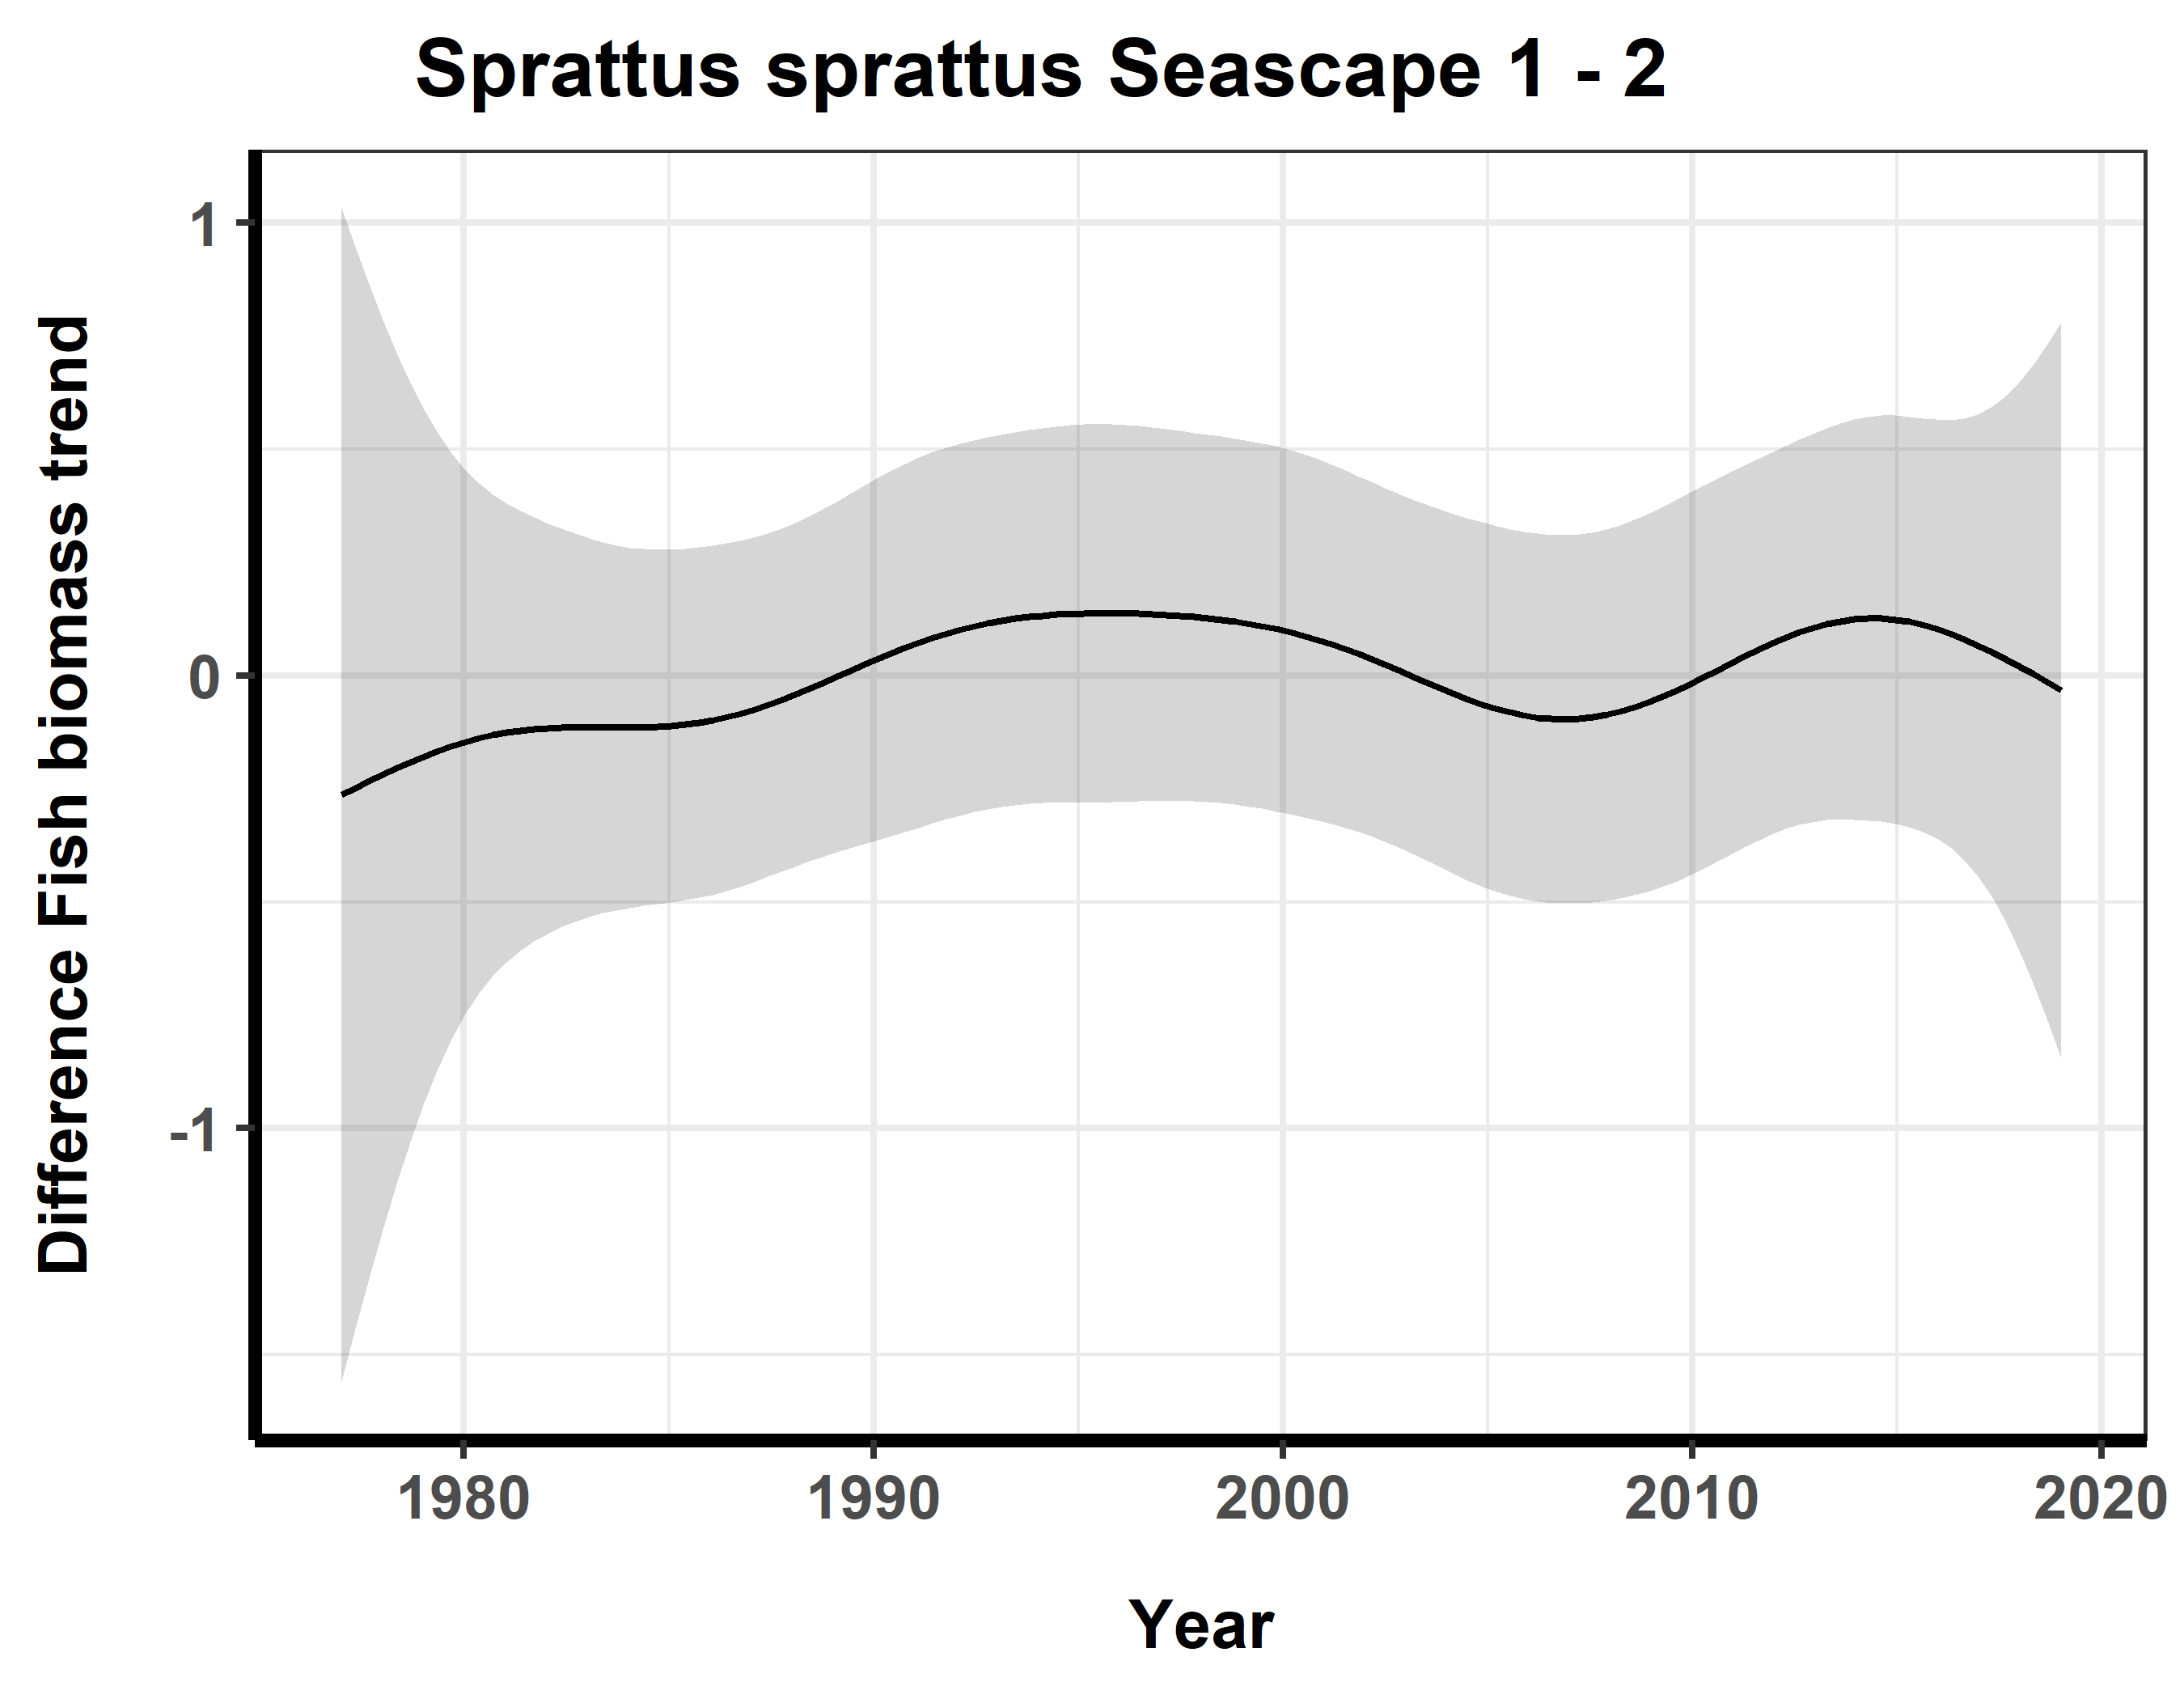 Sprattus sprattus Seascape 1 - 2
Difference Fish biomass trend
1
0
-1
1980 1990 2000 2010 2020
Year